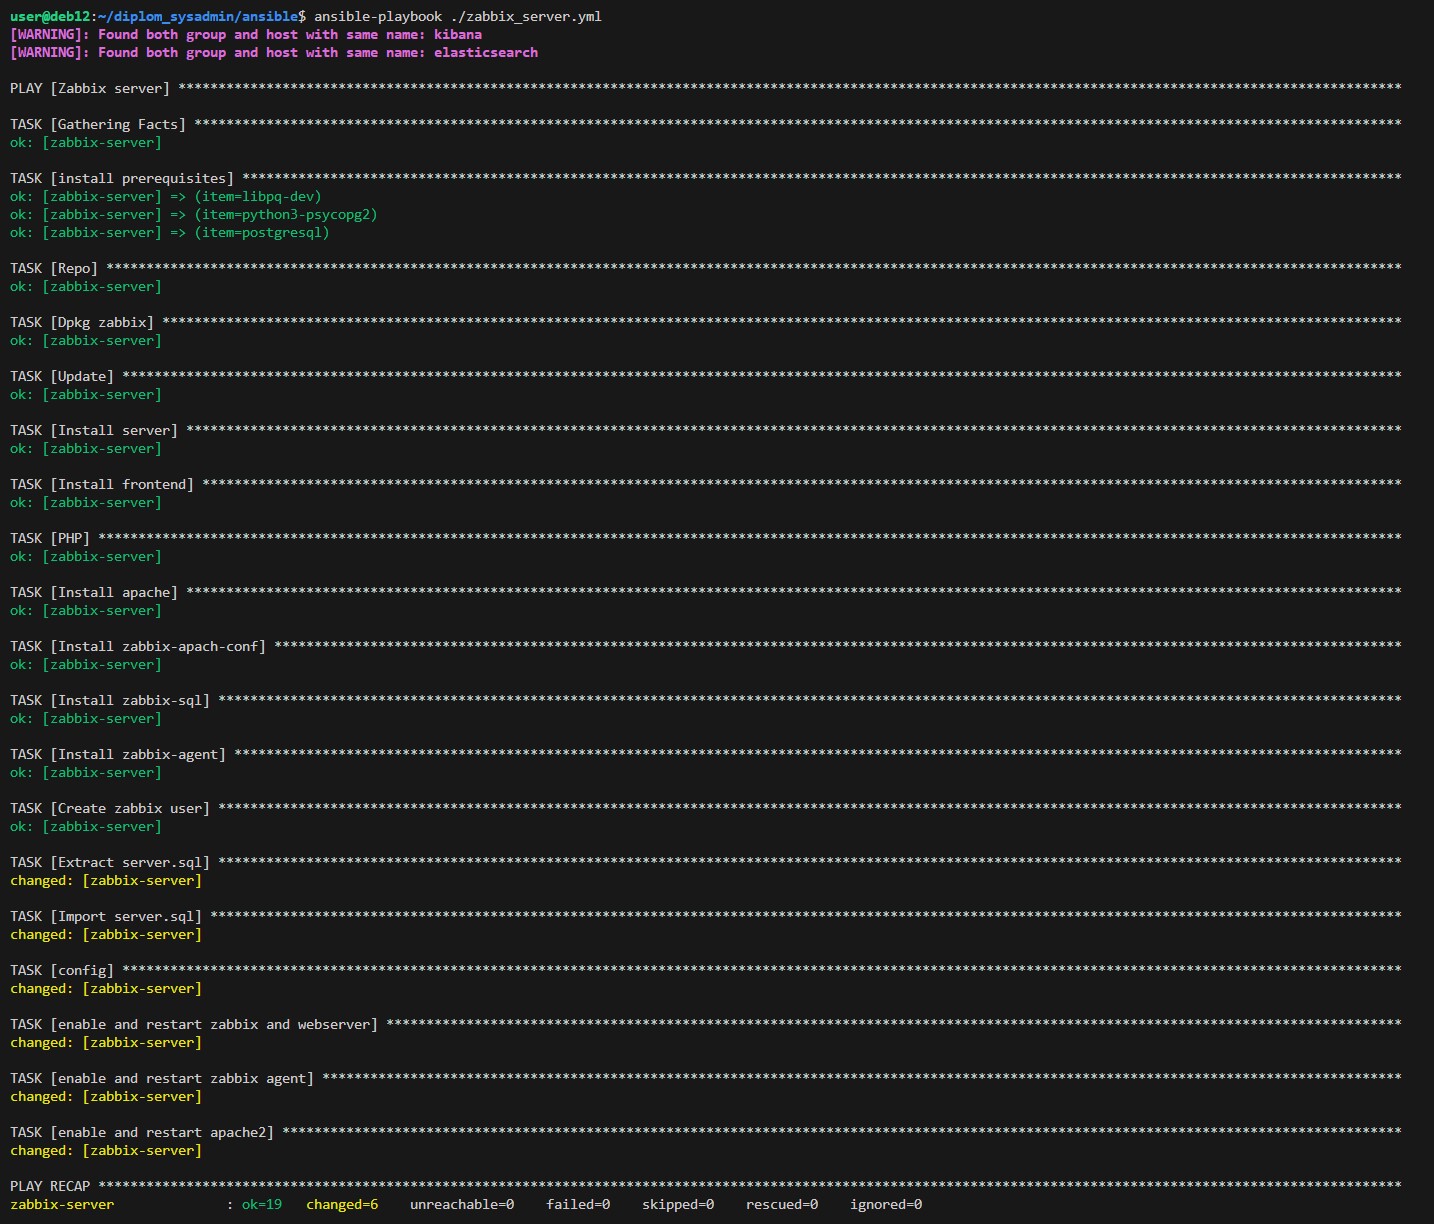 user@deb12:~/diplom_sysadmin/ansible$ ansible-playbook ./zabbix_server.yml
[WARNING]: Found both group and host with same name: kibana
[WARNING]: Found both group and host with same name: elasticsearch
PLAY [Zabbix server] *********************************************************************************************************************************************************
TASK [Gathering Facts] *******************************************************************************************************************************************************
ok: [zabbix-server]
TASK [install prerequisites] *************************************************************************************************************************************************
ok: [zabbix-server] => (item=libpq-dev)
ok: [zabbix-server] => (item=python3-psycopg2)
ok: [zabbix-server] => (item=postgresql)
TASK [Repo] ******************************************************************************************************************************************************************
ok: [zabbix-server]
TASK [Dpkg zabbix] ***********************************************************************************************************************************************************
ok: [zabbix-server]
TASK [Update] ****************************************************************************************************************************************************************
ok: [zabbix-server]
TASK [Install server] ********************************************************************************************************************************************************
ok: [zabbix-server]
TASK [Install frontend] ******************************************************************************************************************************************************
ok: [zabbix-server]
TASK [PHP] *******************************************************************************************************************************************************************
ok: [zabbix-server]
TASK [Install apache] ********************************************************************************************************************************************************
ok: [zabbix-server]
TASK [Install zabbix-apach-conf] *********************************************************************************************************************************************
ok: [zabbix-server]
TASK [Install zabbix-sql] ****************************************************************************************************************************************************
ok: [zabbix-server]
TASK [Install zabbix-agent] **************************************************************************************************************************************************
ok: [zabbix-server]
TASK [Create zabbix user] ****************************************************************************************************************************************************
ok: [zabbix-server]
TASK [Extract server.sql] ****************************************************************************************************************************************************
changed: [zabbix-server]
TASK [Import server.sql] *****************************************************************************************************************************************************
changed: [zabbix-server]
TASK [config] ****************************************************************************************************************************************************************
changed: [zabbix-server]
TASK [enable and restart zabbix and webserver] *******************************************************************************************************************************
changed: [zabbix-server]
TASK [enable and restart zabbix agent] ***************************************************************************************************************************************
changed: [zabbix-server]
TASK [enable and restart apache2] ********************************************************************************************************************************************
changed: [zabbix-server]
PLAY RECAP *******************************************************************************************************************************************************************
zabbix-server              : ok=19   changed=6    unreachable=0    failed=0    skipped=0    rescued=0    ignored=0